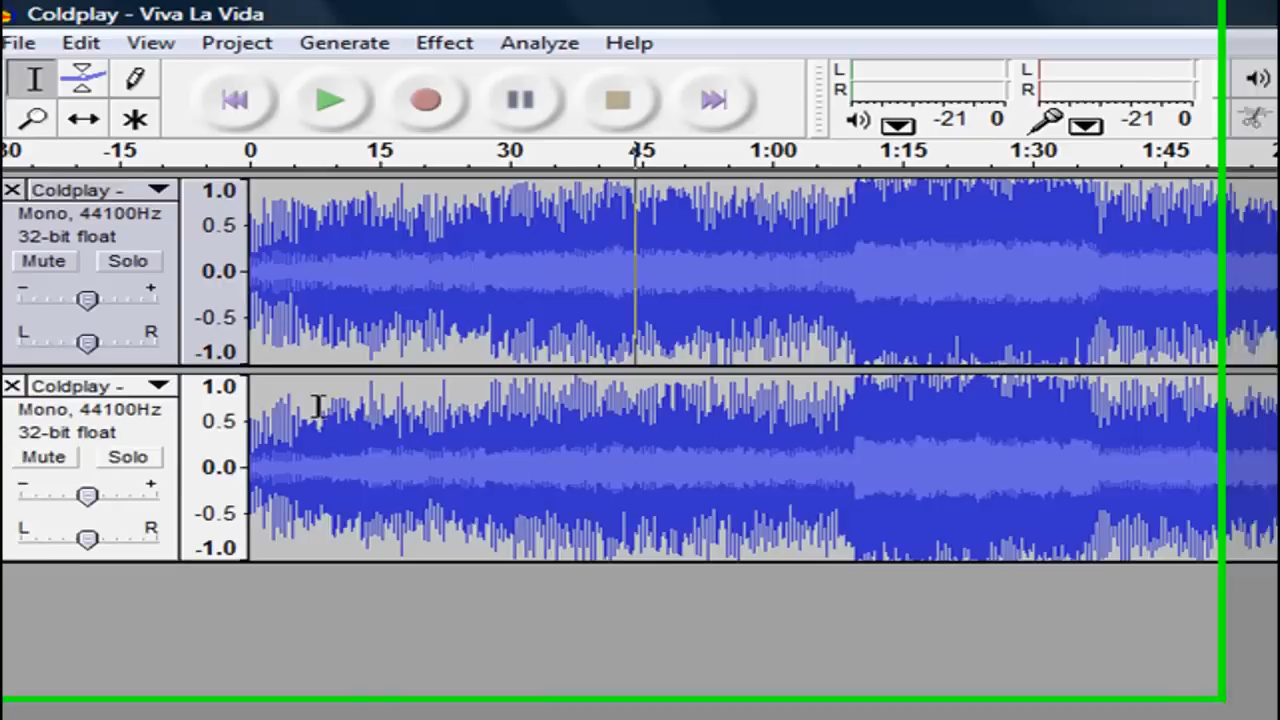 Coldplay - Viva La Vida
File Edit View Project Generate Effect Analyze Help
L
R
-21 0
L
R
-21 0
30 -15 0 15 30 45 1:00 1:15 1:30 1:45
Coldplay -
Mono, 44100Hz
32-bit float
Mute Solo
- +
L R
1.0
0.5
0.0
-0.5
-1.0
Coldplay -
Mono, 44100Hz
32-bit float
Mute Solo
- +
L R
1.0
0.5
0.0
-0.5
-1.0